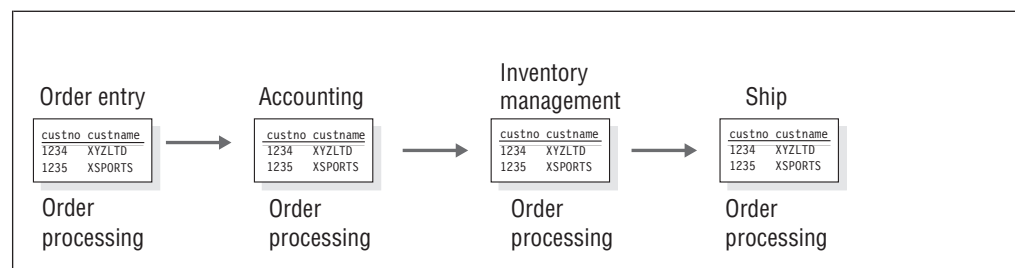 Order entry
custno custname
1234 XYZLTD
1235 XSPORTS
Order
processing
Accounting
custno custname
1234 XYZLTD
1235 XSPORTS
Order
processing
Inventory
management
custno custname
1234 XYZLTD
1235 XSPORTS
Order
processing
Ship
custno custname
1234 XYZLTD
1235 XSPORTS
Order
processing